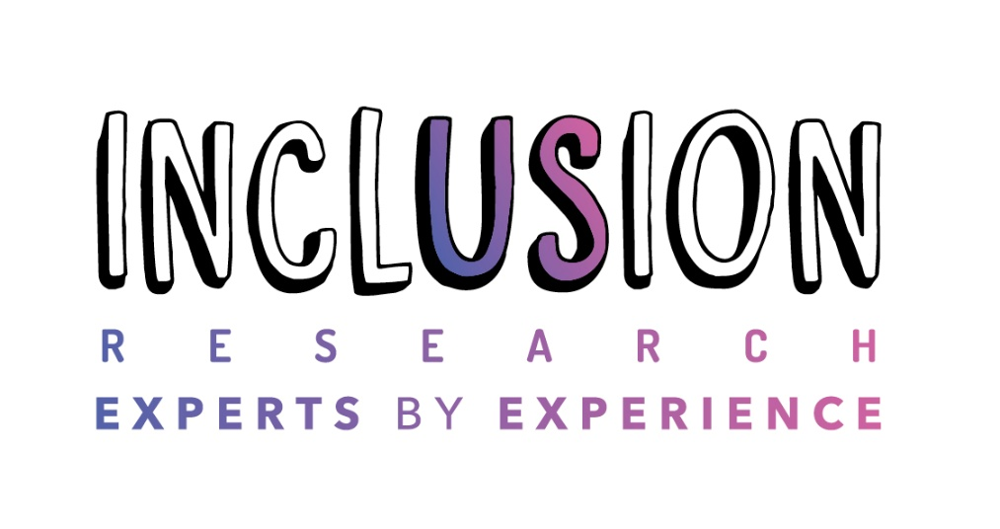 INCLUSION
RESEARCH
EXPERTS BY EXPERIENCE